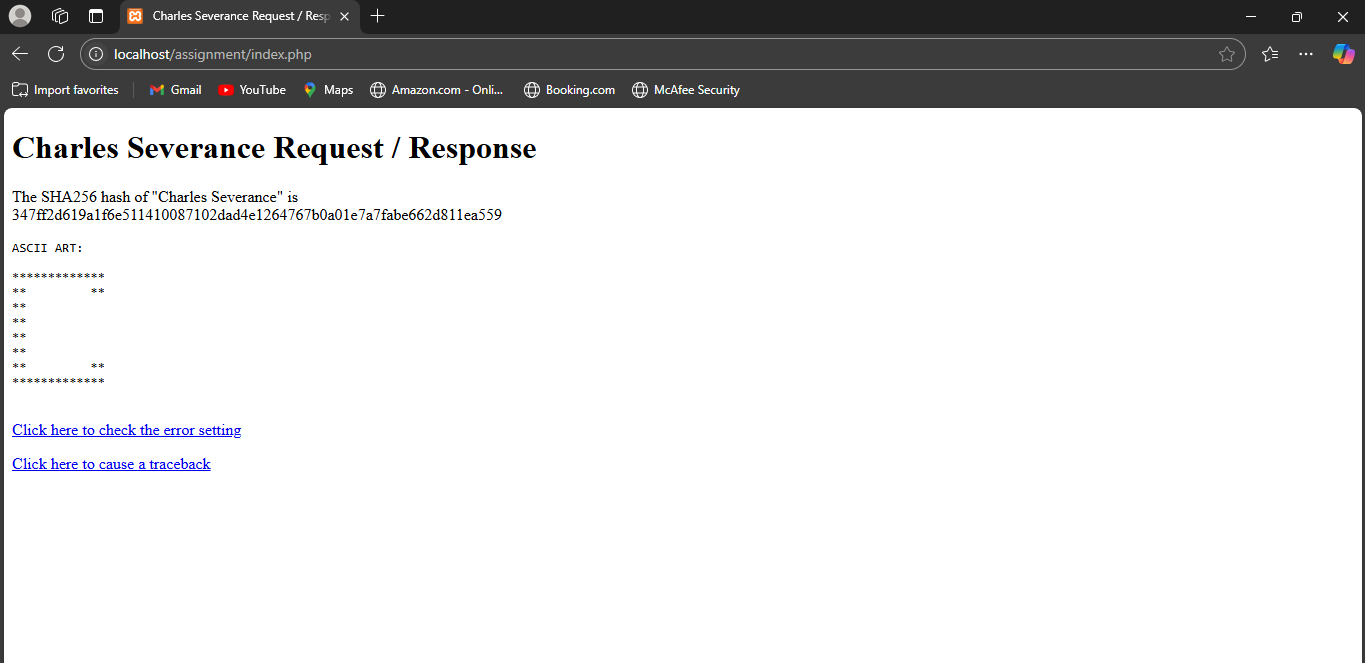 Charles Severance Request / Resp
localhost/assignment/index.php
Import favorites
Gmail
YouTube
Maps
Amazon.com - Onli...
Booking.com
McAfee Security
Charles Severance Request / Response
The SHA256 hash of "Charles Severance" is
347ff2d619a1f6e511410087102dad4e1264767b0a01e7a7fabe662d811ea559
ASCII ART:
*************
**         **
**
**
**
**
**         **
*************
Click here to check the error setting
Click here to cause a traceback